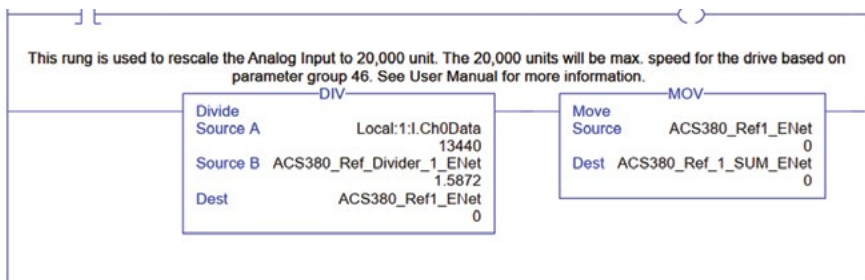 This rung is used to rescale the Analog Input to 20,000 unit. The 20,000 units will be max. speed for the drive based on
parameter group 46. See User Manual for more information.
DIV
Divide
Source A Local:1:I.Ch0Data
13440
Source B ACS380_Ref_Divider_1_ENet
1.5872
Dest ACS380_Ref1_ENet
0
MOV
Move
Source ACS380_Ref1_ENet
0
Dest ACS380_Ref_1_SUM_ENet
0